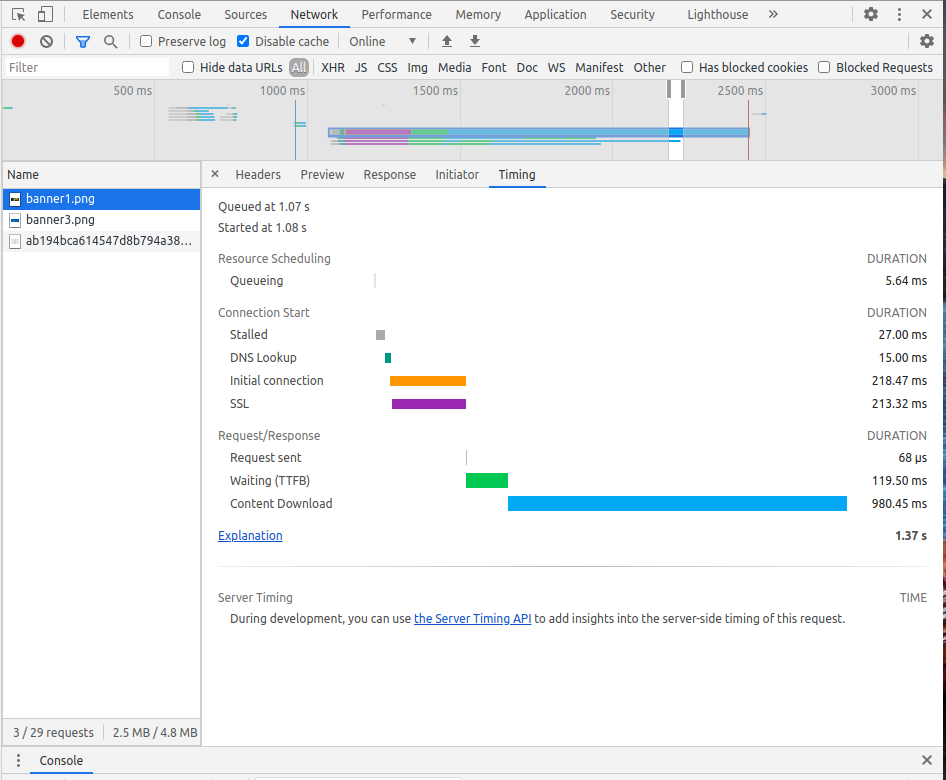 Elements Console Sources Network Performance Memory Application Security Lighthouse »
Preserve log Disable cache Online
Filter Hide data URLs All XHR JS CSS Img Media Font Doc WS Manifest Other Has blocked cookies Blocked Requests
500 ms 1000 ms 1500 ms 2000 ms 2500 ms 3000 ms
Name × Headers Preview Response Initiator Timing
banner1.png
banner3.png
ab194bca614547d8b794a38...
Queued at 1.07 s
Started at 1.08 s
Resource Scheduling DURATION
Queueing 5.64 ms
Connection Start DURATION
Stalled 27.00 ms
DNS Lookup 15.00 ms
Initial connection 218.47 ms
SSL 213.32 ms
Request/Response DURATION
Request sent 68 µs
Waiting (TTFB) 119.50 ms
Content Download 980.45 ms
Explanation 1.37 s
Server Timing TIME
During development, you can use the Server Timing API to add insights into the server-side timing of this request.
3 / 29 requests 2.5 MB / 4.8 MB
Console